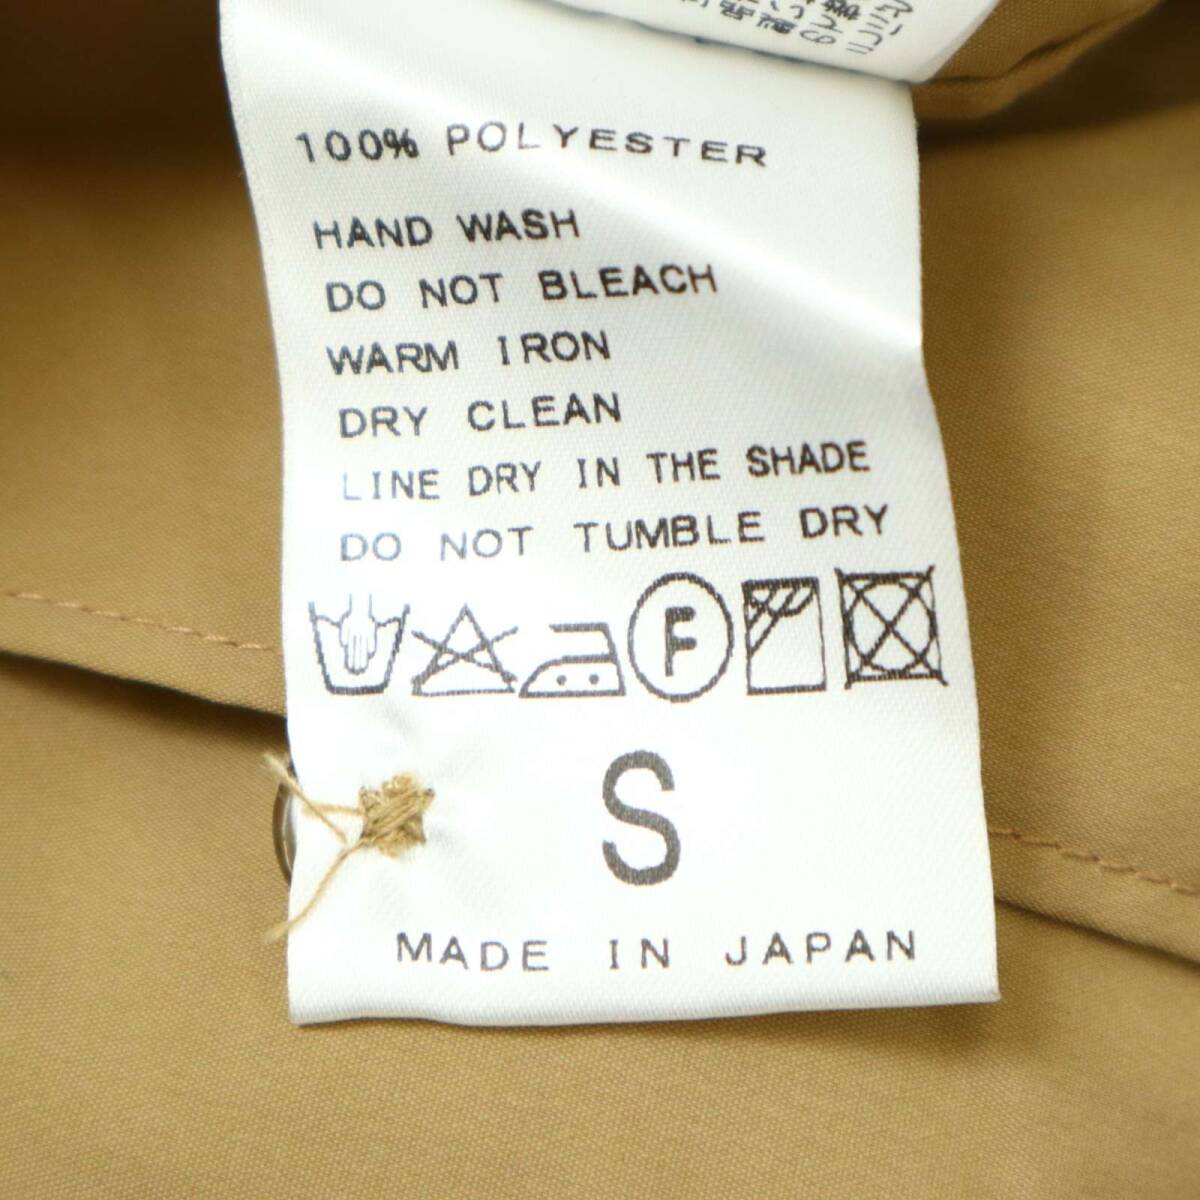 100% POLYESTER
HAND WASH
DO NOT BLEACH
WARM IRON
DRY CLEAN
LINE DRY IN THE SHADE
DO NOT TUMBLE DRY
F
S
MADE IN JAPAN